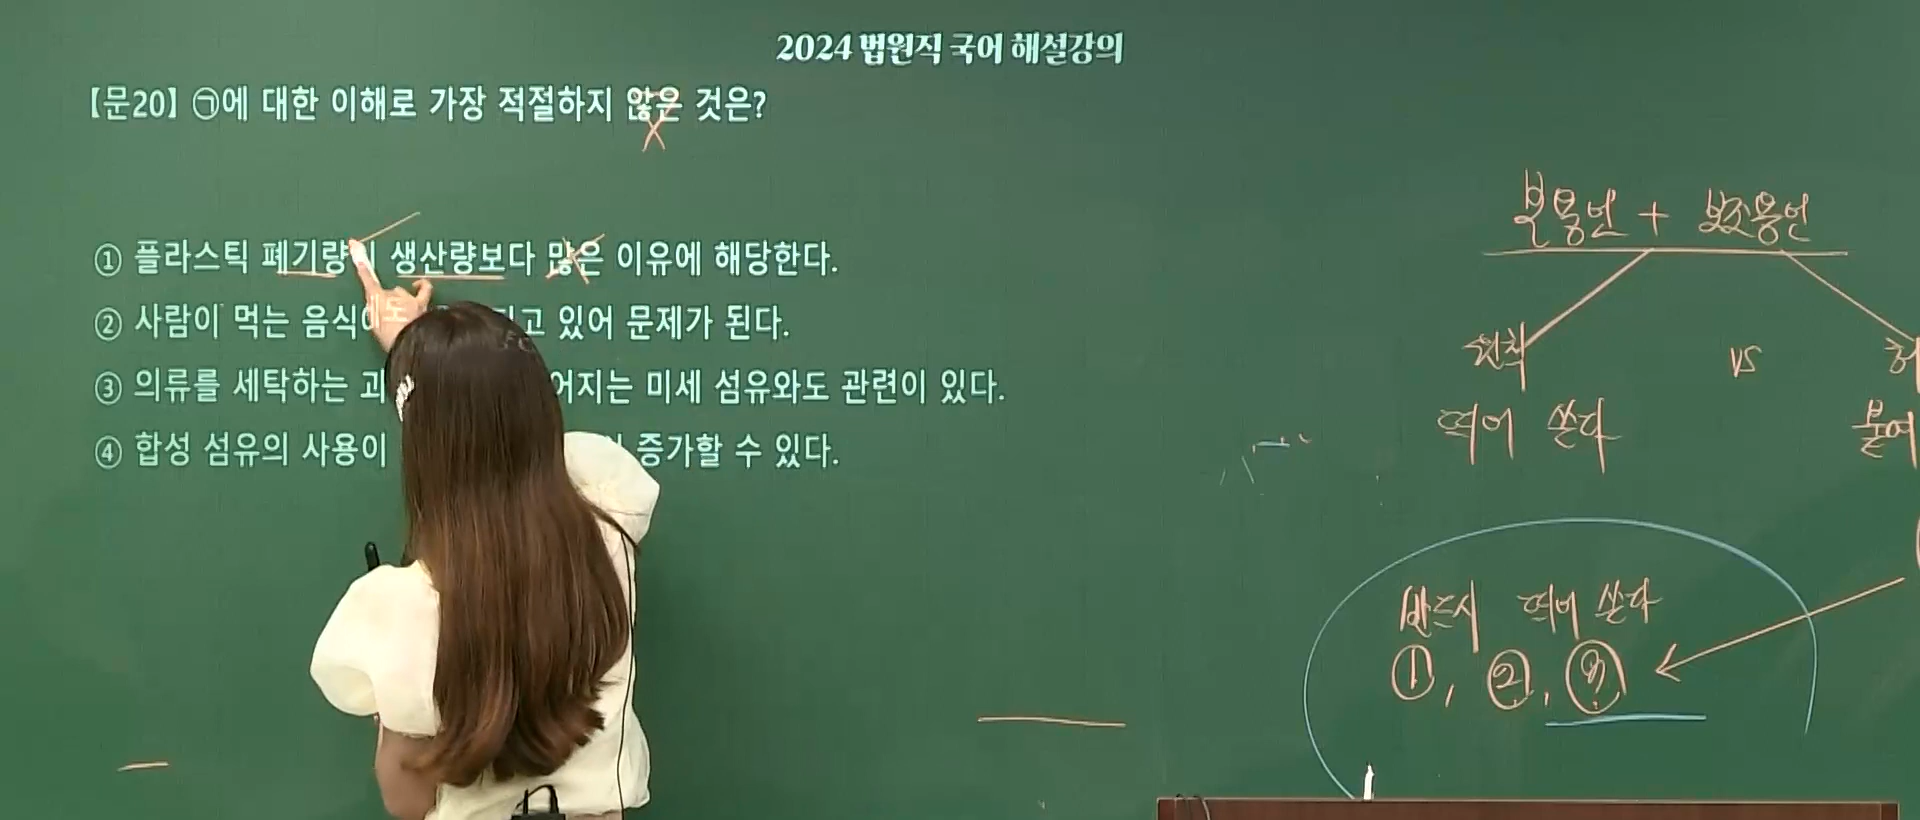 2024 법원직 국어 해설강의
【문20】 ㉠에 대한 이해로 가장 적절하지 않은 것은?
X
① 플라스틱 폐기량이 생산량보다 많은 이유에 해당한다.
② 사람이 먹는 음식에도 있어 문제가 된다.
③ 의류를 세탁하는 어지는 미세 섬유와도 관련이 있다.
④ 합성 섬유의 사용이 증가할 수 있다.
본용언 + 보조용언
원칙 vs 허
띄어 쓴다 붙여
반드시 띄어 쓴다
①, ②, ③